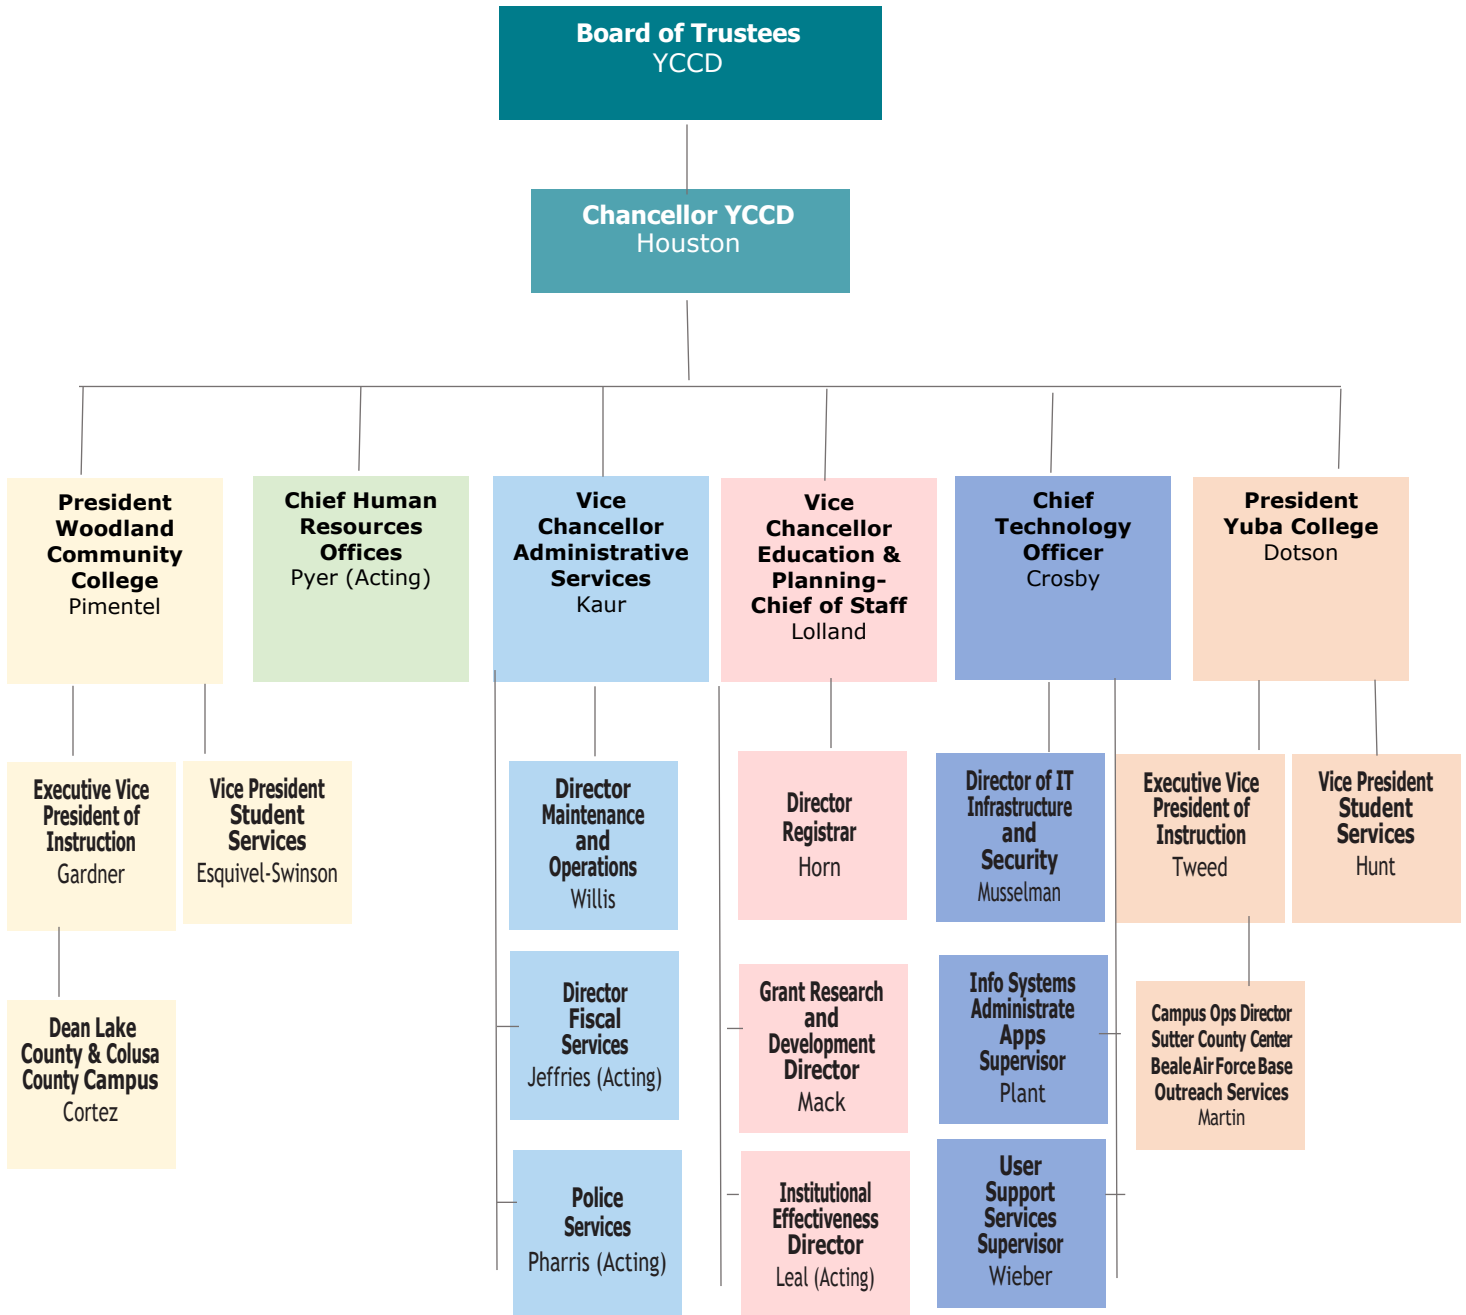 Board of Trustees
YCCD
Chancellor YCCD
Houston
President
Woodland
Community
College
Pimentel
Chief Human
Resources
Offices
Pyer (Acting)
Vice
Chancellor
Administrative
Services
Kaur
Vice
Chancellor
Education &
Planning-
Chief of Staff
Lolland
Chief
Technology
Officer
Crosby
President
Yuba College
Dotson
Executive Vice
President of
Instruction
Gardner
Vice President
Student
Services
Esquivel-Swinson
Director
Maintenance
and
Operations
Willis
Director
Registrar
Horn
Director of IT
Infrastructure
and
Security
Musselman
Executive Vice
President of
Instruction
Tweed
Vice President
Student
Services
Hunt
Dean Lake
County & Colusa
County Campus
Cortez
Director
Fiscal
Services
Jeffries (Acting)
Grant Research
and
Development
Director
Mack
Info Systems
Administrate
Apps
Supervisor
Plant
Campus Ops Director
Sutter County Center
Beale Air Force Base
Outreach Services
Martin
Police
Services
Pharris (Acting)
Institutional
Effectiveness
Director
Leal (Acting)
User
Support
Services
Supervisor
Wieber